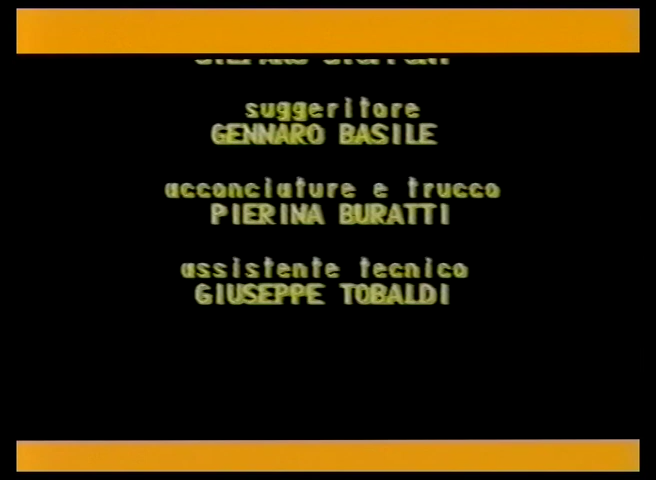 suggeritore
GENNARO BASILE
acconciature e trucco
PIERINA BURATTI
assistente tecnico
GIUSEPPE TOBALDI